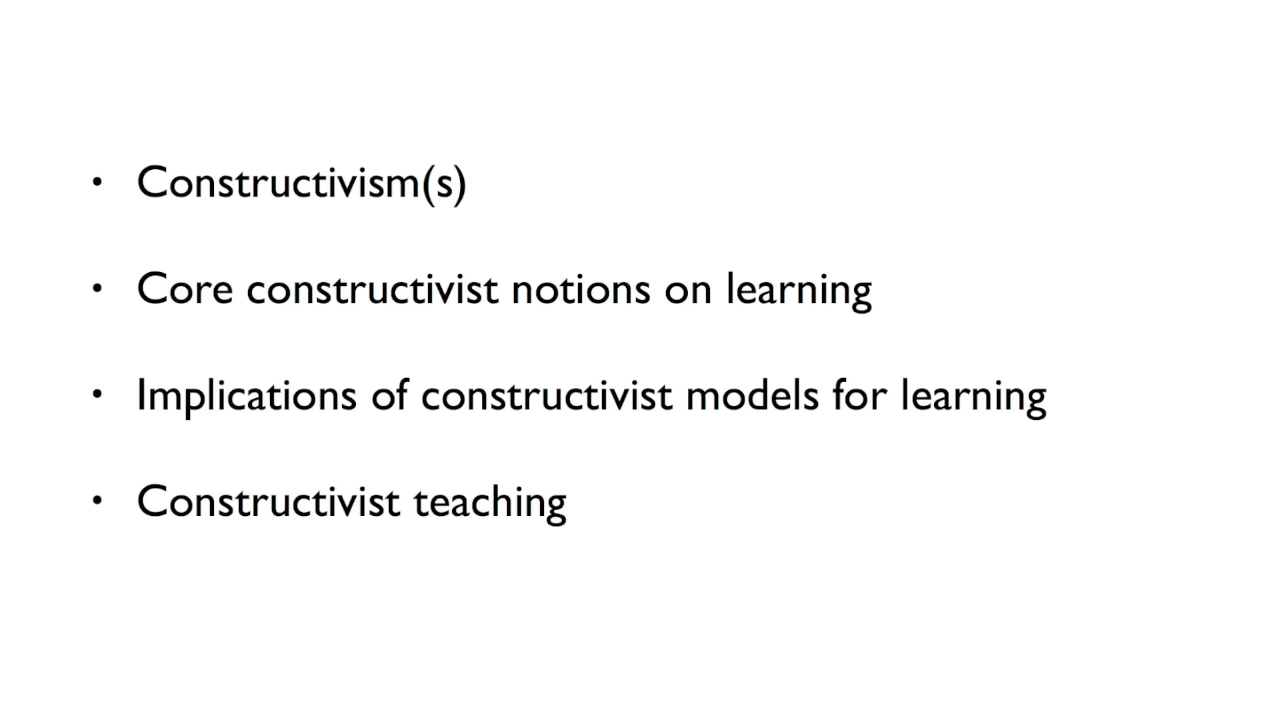 • Constructivism(s)
• Core constructivist notions on learning
• Implications of constructivist models for learning
• Constructivist teaching